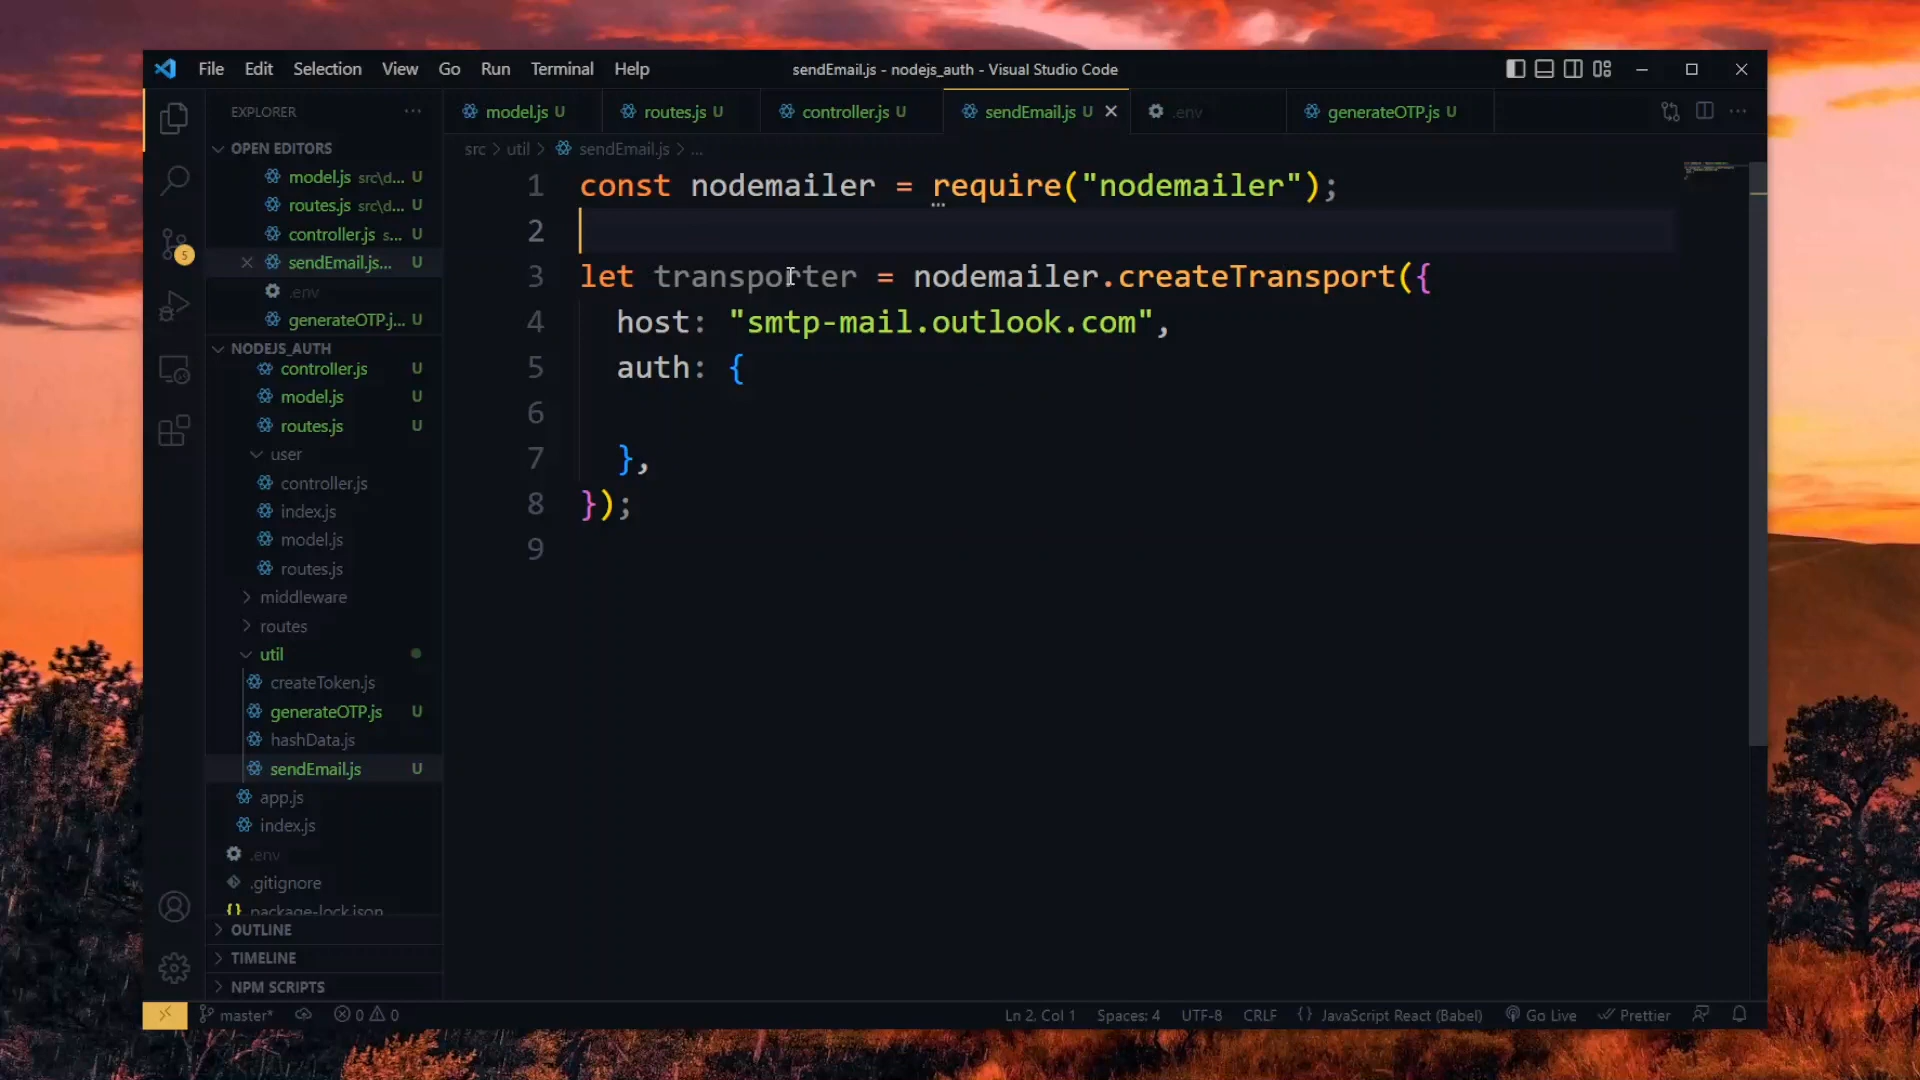 File Edit Selection View Go Run Terminal Help
sendEmail.js - nodejs_auth - Visual Studio Code
EXPLORER
model.js U
routes.js U
controller.js U
sendEmail.js U
.env
generateOTP.js U
OPEN EDITORS
model.js src\d... U
routes.js src\d... U
controller.js s... U
sendEmail.js... U
.env
generateOTP.j... U
NODEJS_AUTH
controller.js U
model.js U
routes.js U
user
controller.js
index.js
model.js
routes.js
middleware
routes
util
createToken.js
generateOTP.js U
hashData.js
sendEmail.js U
app.js
index.js
.env
.gitignore
{} package-lock.json
OUTLINE
TIMELINE
NPM SCRIPTS
5
src > util > sendEmail.js > ...
1 const nodemailer = require("nodemailer");
2
3 let transporter = nodemailer.createTransport({
4 host: "smtp-mail.outlook.com",
5 auth: {
6
7 },
8 });
9
master* 0 0
Ln 2, Col 1 Spaces: 4 UTF-8 CRLF {} JavaScript React (Babel) Go Live Prettier